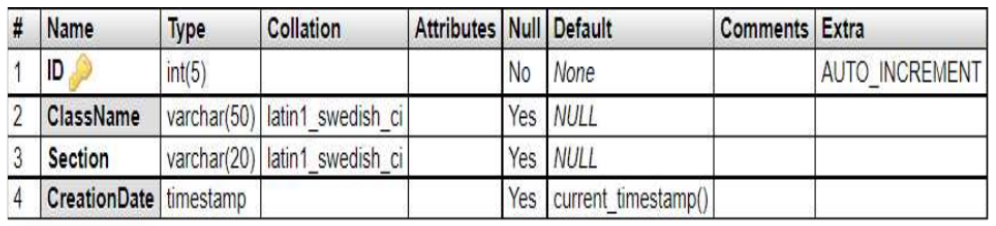 # Name Type Collation Attributes Null Default Comments Extra
1 ID int(5) No None AUTO_INCREMENT
2 ClassName varchar(50) latin1_swedish_ci Yes NULL
3 Section varchar(20) latin1_swedish_ci Yes NULL
4 CreationDate timestamp Yes current_timestamp()